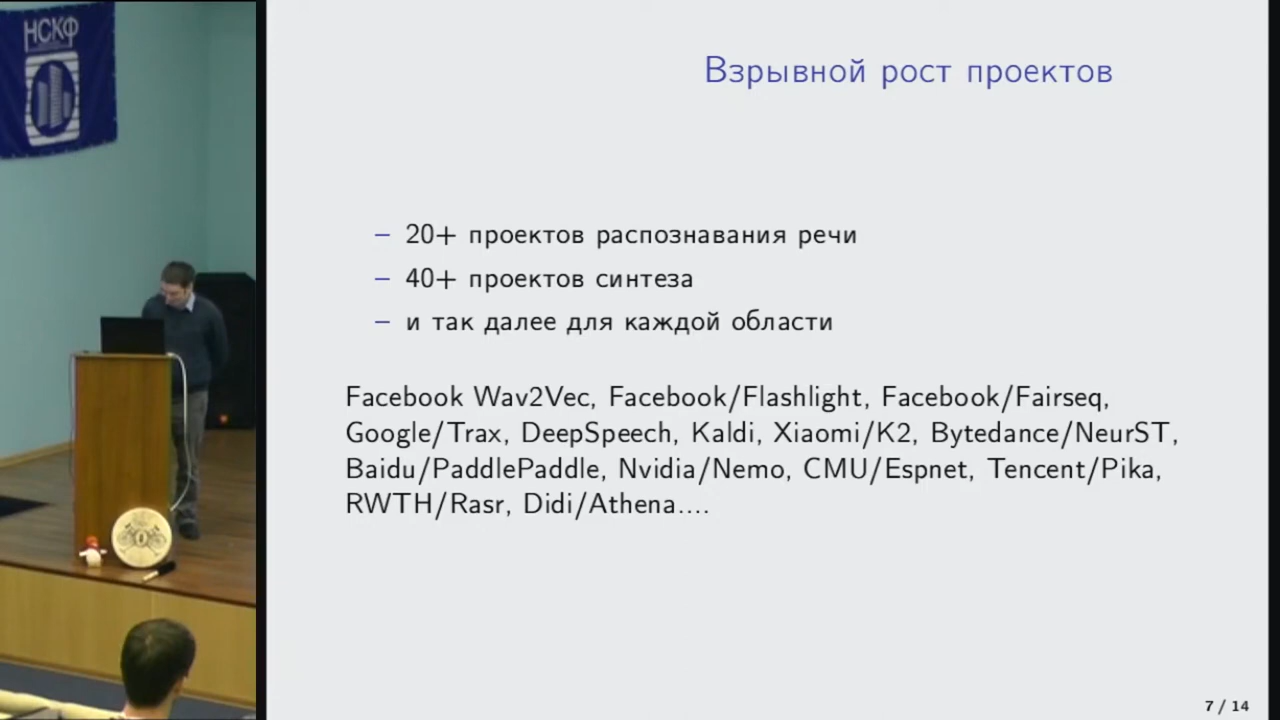 НСКФ
Взрывной рост проектов
– 20+ проектов распознавания речи
– 40+ проектов синтеза
– и так далее для каждой области
Facebook Wav2Vec, Facebook/Flashlight, Facebook/Fairseq,
Google/Trax, DeepSpeech, Kaldi, Xiaomi/K2, Bytedance/NeurST,
Baidu/PaddlePaddle, Nvidia/Nemo, CMU/Espnet, Tencent/Pika,
RWTH/Rasr, Didi/Athena....
7 / 14